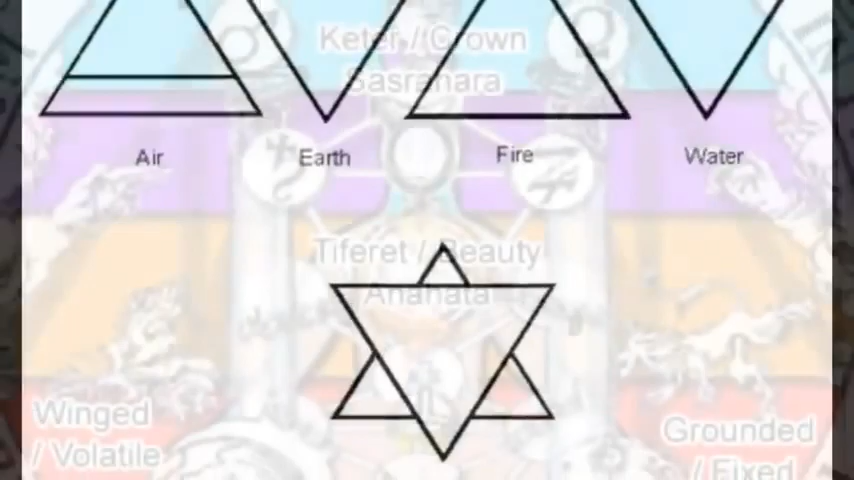 Keter / Crown
Sasrahara
Air
Earth
Fire
Water
Tiferet / Beauty
Anahata
Winged
/ Volatile
Grounded
/ Fixed